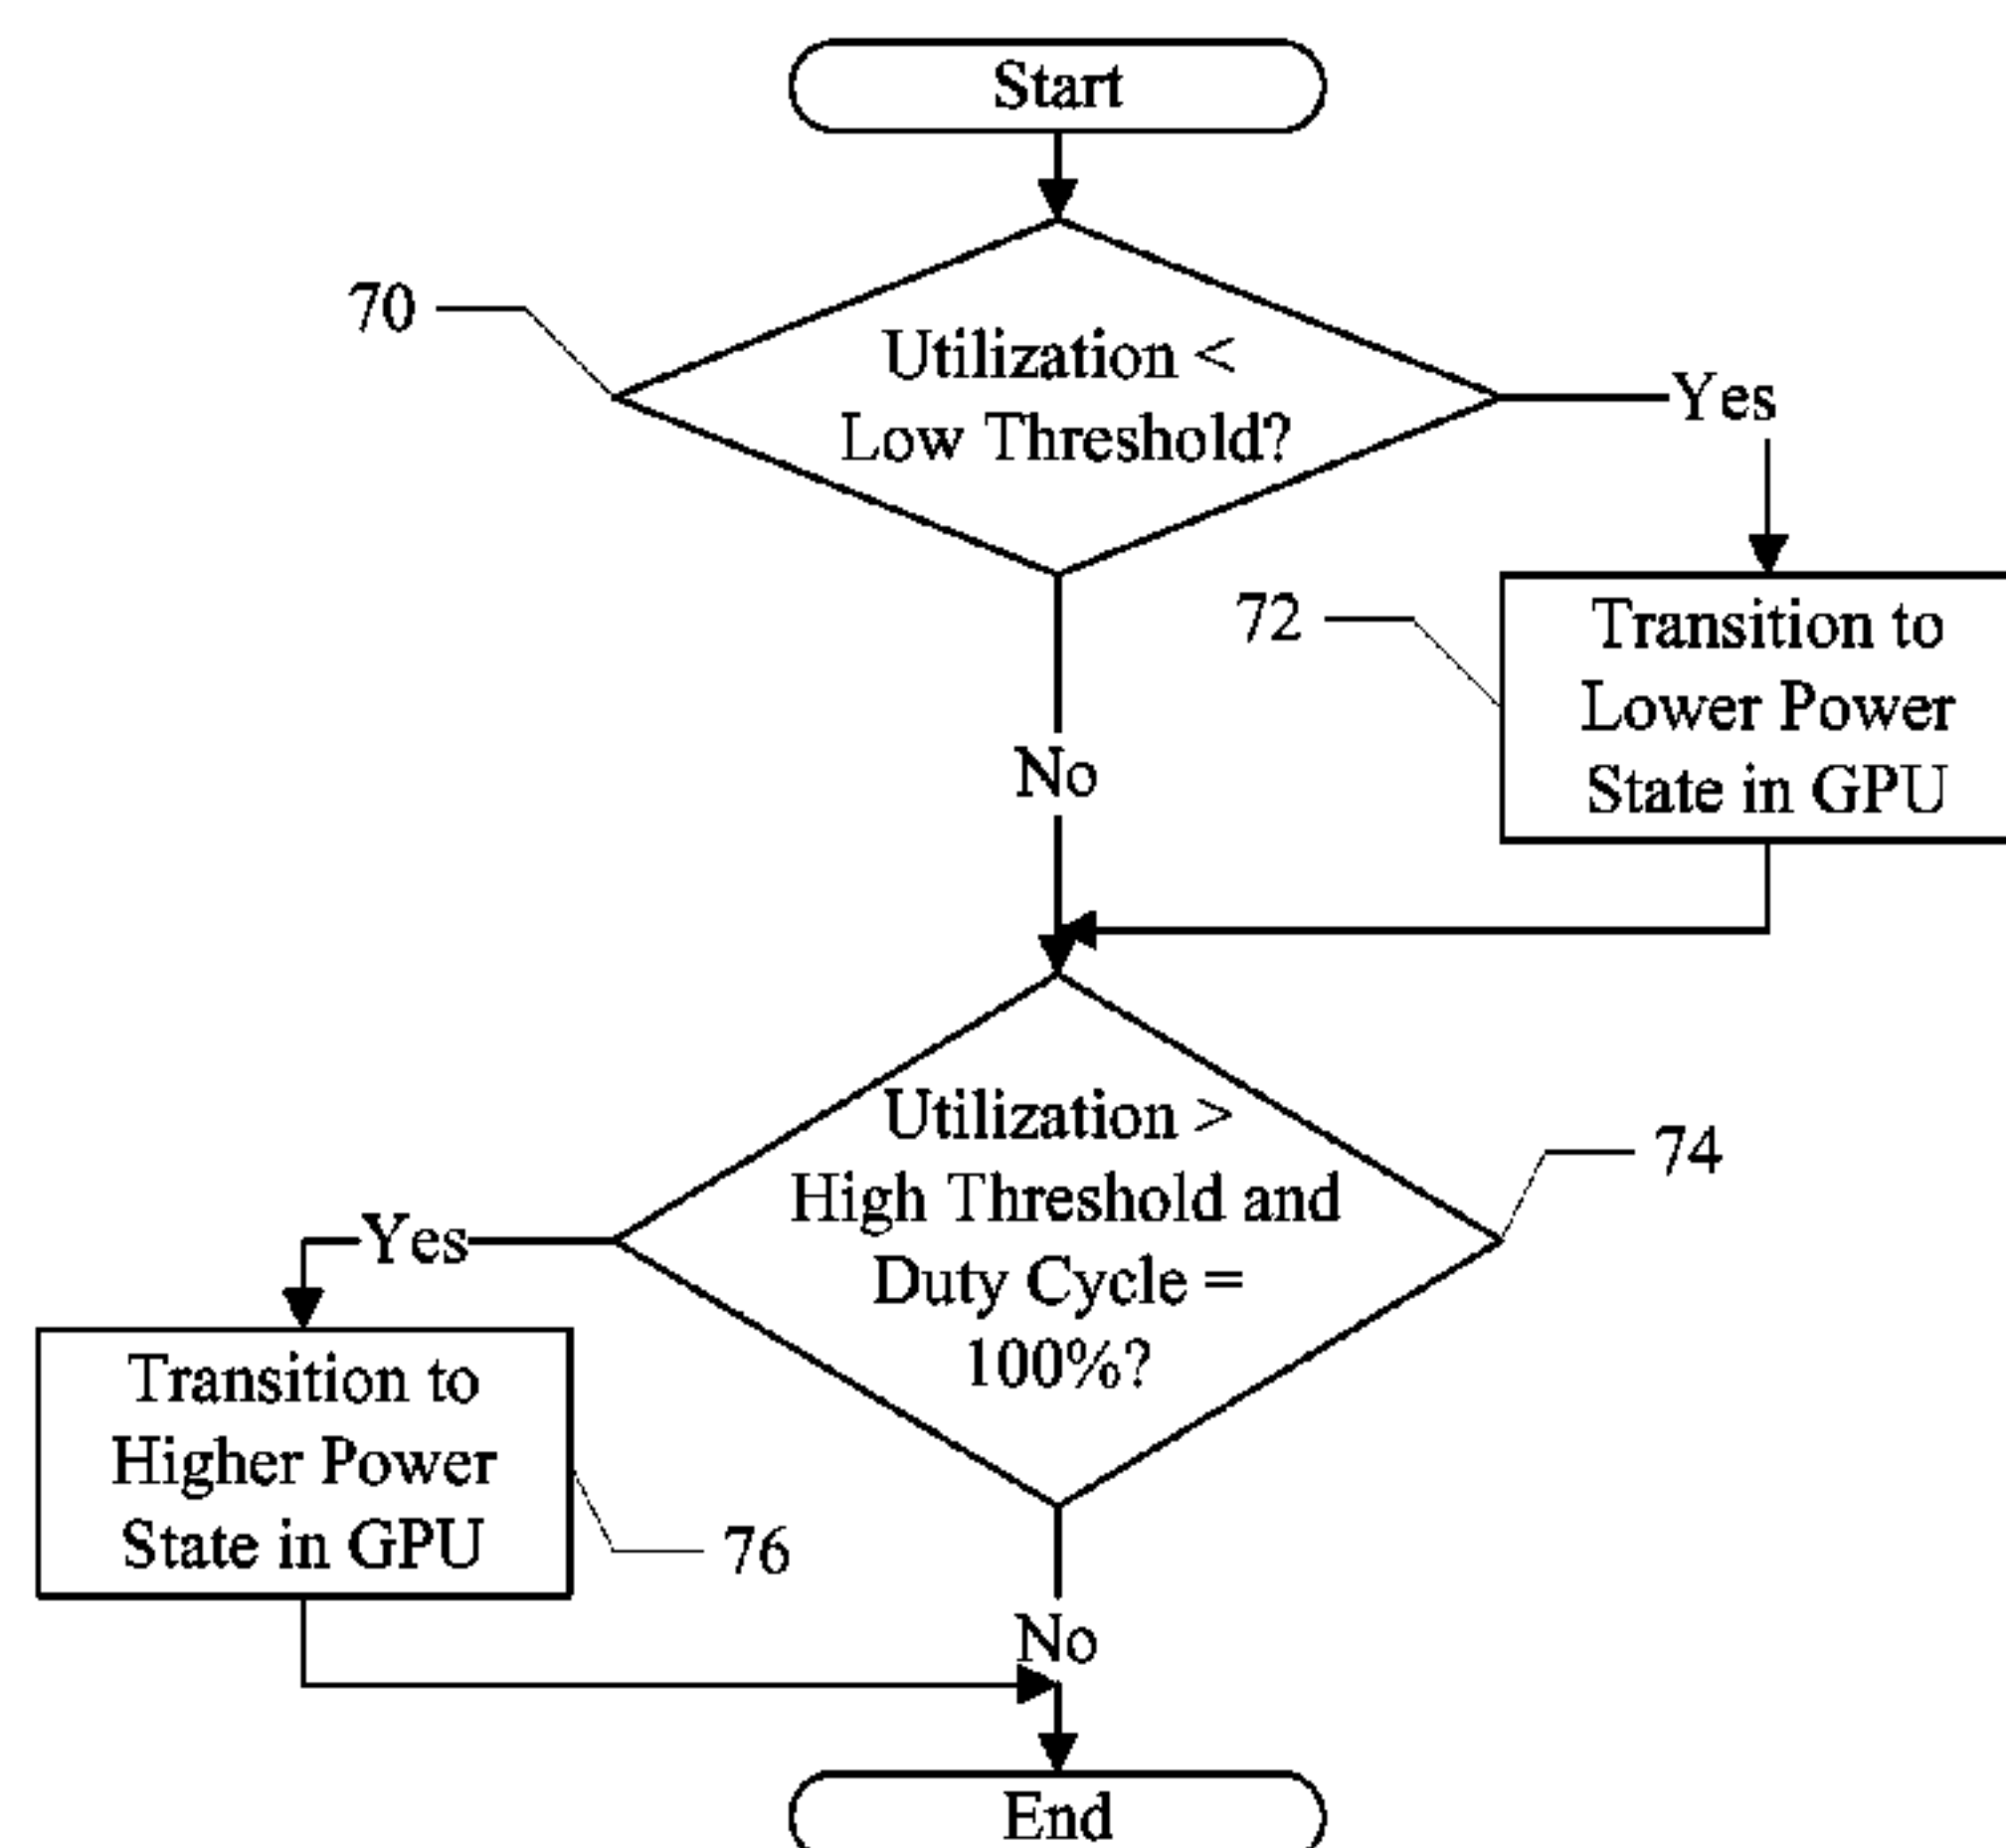 Start
70
Utilization <
Low Threshold?
Yes
72
Transition to
Lower Power
State in GPU
No
Utilization >
High Threshold and
Duty Cycle =
100%?
74
Yes
Transition to
Higher Power
State in GPU
76
No
End